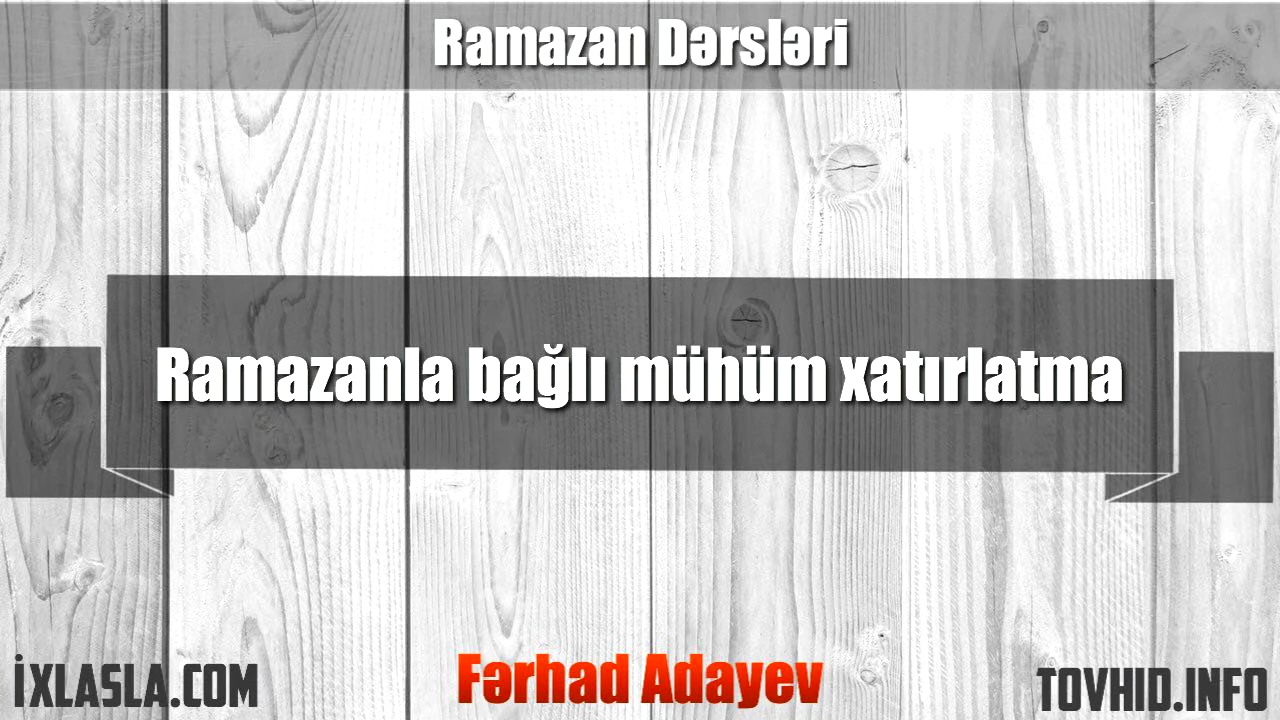 Ramazan Dərsləri
Ramazanla bağlı mühüm xatırlatma
İXLASLA.COM
Fərhad Adayev
TOVHID.INFO